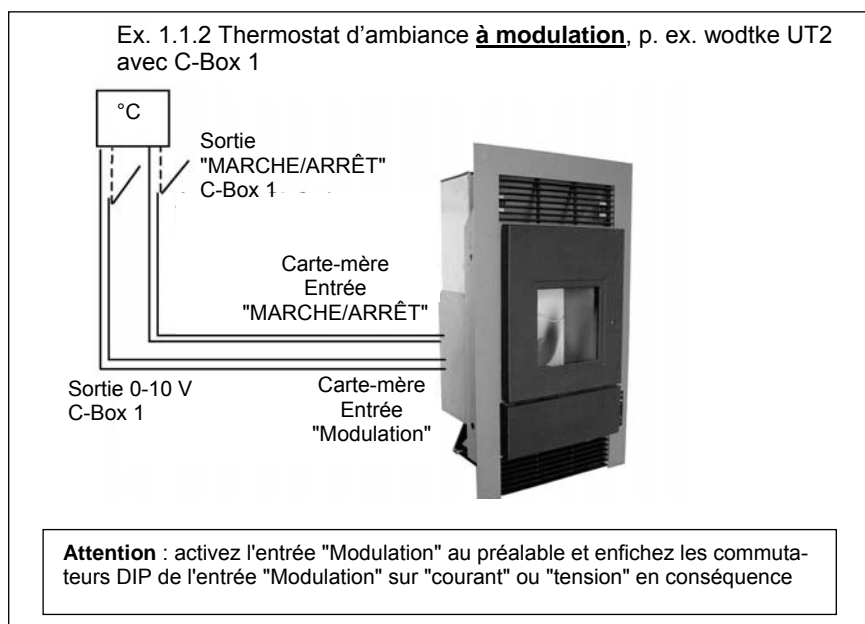 Ex. 1.1.2 Thermostat d'ambiance à modulation, p. ex. wodtke UT2
avec C-Box 1
°C
Sortie
"MARCHE/ARRÊT"
C-Box 1
Carte-mère
Entrée
"MARCHE/ARRÊT"
Sortie 0-10 V
C-Box 1
Carte-mère
Entrée
"Modulation"
Attention : activez l'entrée "Modulation" au préalable et enfichez les commuta-
teurs DIP de l'entrée "Modulation" sur "courant" ou "tension" en conséquence